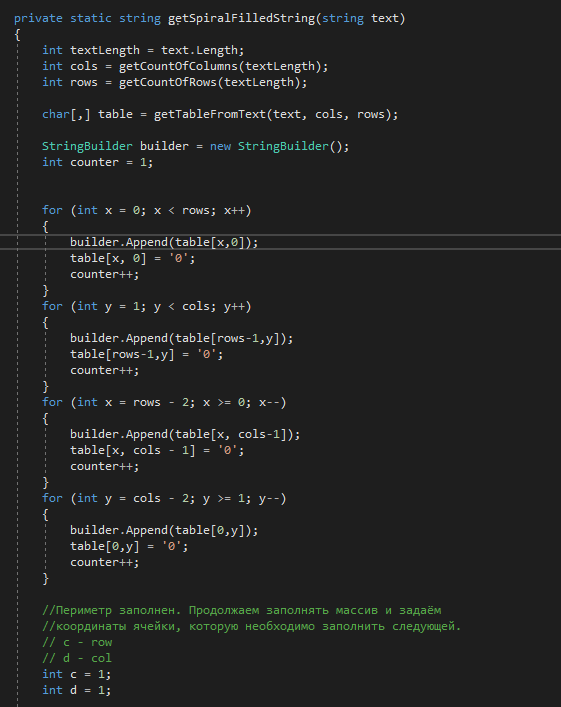 private static string getSpiralFilledString(string text)
{
int textLength = text.Length;
int cols = getCountOfColumns(textLength);
int rows = getCountOfRows(textLength);
char[,] table = getTableFromText(text, cols, rows);
StringBuilder builder = new StringBuilder();
int counter = 1;
for (int x = 0; x < rows; x++)
{
builder.Append(table[x,0]);
table[x, 0] = '0';
counter++;
}
for (int y = 1; y < cols; y++)
{
builder.Append(table[rows-1,y]);
table[rows-1,y] = '0';
counter++;
}
for (int x = rows - 2; x >= 0; x--)
{
builder.Append(table[x, cols-1]);
table[x, cols - 1] = '0';
counter++;
}
for (int y = cols - 2; y >= 1; y--)
{
builder.Append(table[0,y]);
table[0,y] = '0';
counter++;
}
//Периметр заполнен. Продолжаем заполнять массив и задаём
//координаты ячейки, которую необходимо заполнить следующей.
// c - row
// d - col
int c = 1;
int d = 1;